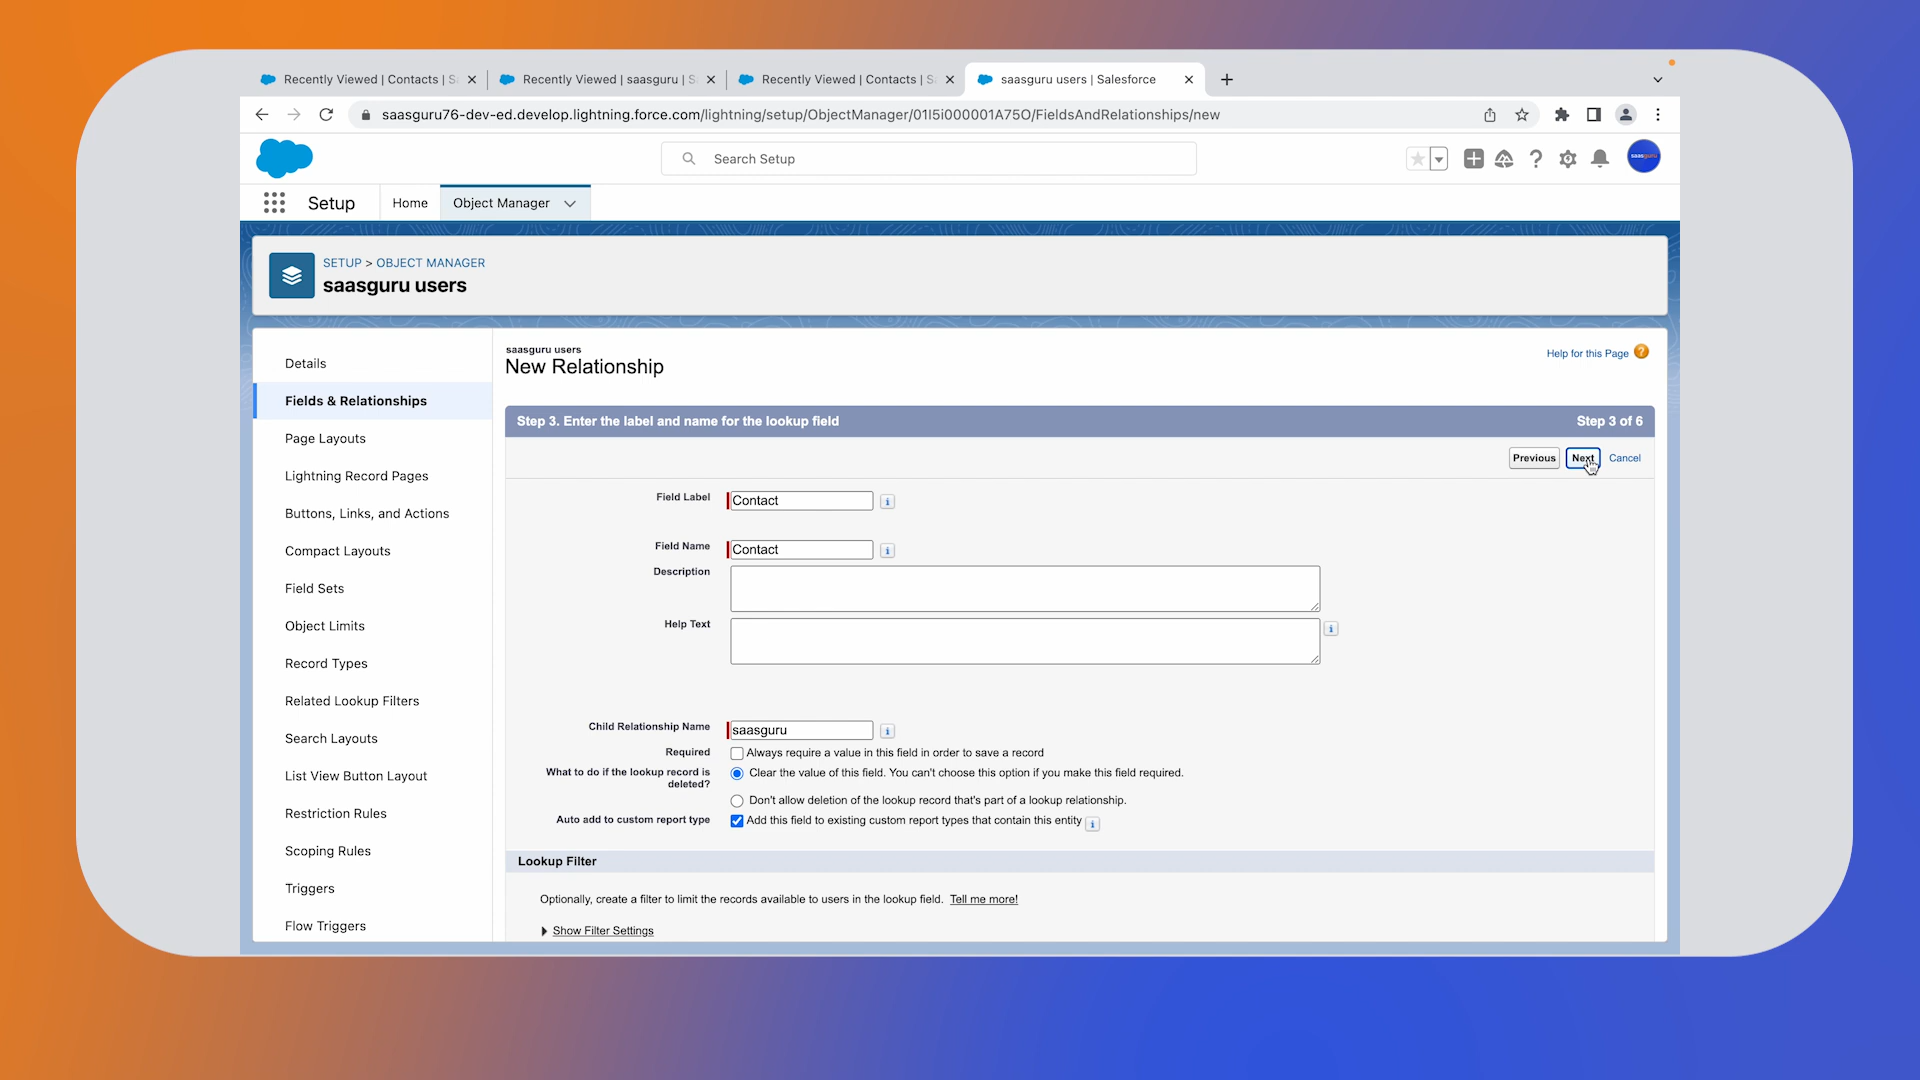 Recently Viewed | Contacts | S
Recently Viewed | saasguru | S
Recently Viewed | Contacts | S
saasguru users | Salesforce
saasguru76-dev-ed.develop.lightning.force.com/lightning/setup/ObjectManager/01I5i000001A75O/FieldsAndRelationships/new
Search Setup
saasguru
Setup
Home
Object Manager
SETUP > OBJECT MANAGER
saasguru users
Details
Fields & Relationships
Page Layouts
Lightning Record Pages
Buttons, Links, and Actions
Compact Layouts
Field Sets
Object Limits
Record Types
Related Lookup Filters
Search Layouts
List View Button Layout
Restriction Rules
Scoping Rules
Triggers
Flow Triggers
saasguru users
New Relationship
Help for this Page
Step 3. Enter the label and name for the lookup field
Step 3 of 6
Previous
Next
Cancel
Field Label
Contact
Field Name
Contact
Description
Help Text
Child Relationship Name
saasguru
Required
Always require a value in this field in order to save a record
What to do if the lookup record is
deleted?
Clear the value of this field. You can't choose this option if you make this field required.
Don't allow deletion of the lookup record that's part of a lookup relationship.
Auto add to custom report type
Add this field to existing custom report types that contain this entity
Lookup Filter
Optionally, create a filter to limit the records available to users in the lookup field. Tell me more!
Show Filter Settings